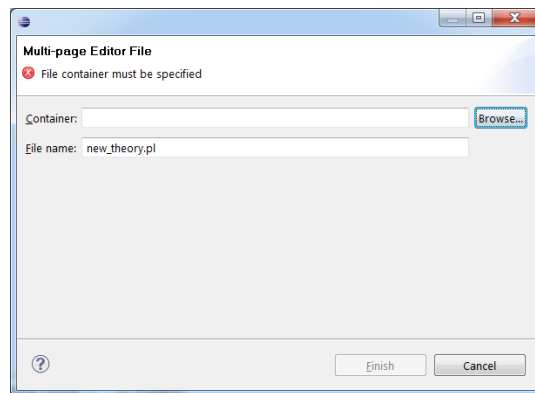 Multi-page Editor File
File container must be specified
Container:
Browse...
File name: new_theory.pl
Finish
Cancel